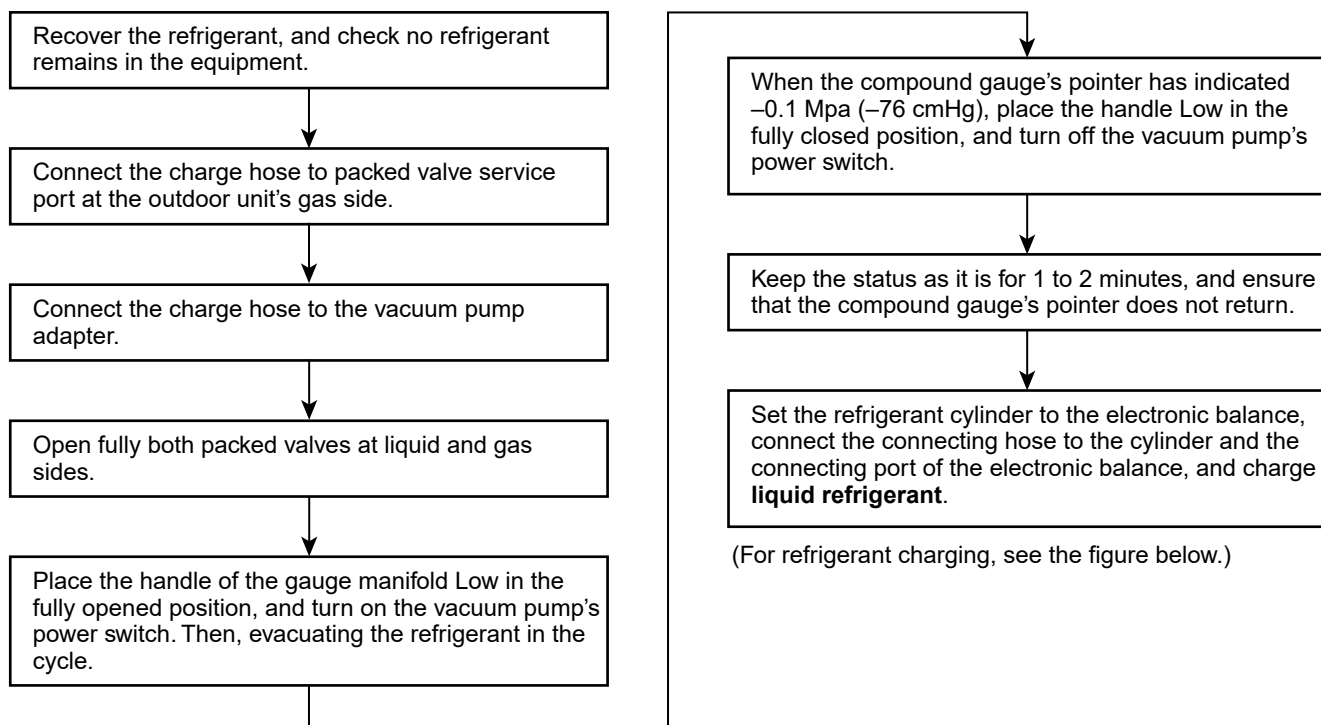 Recover the refrigerant, and check no refrigerant
remains in the equipment.
Connect the charge hose to packed valve service
port at the outdoor unit’s gas side.
Connect the charge hose to the vacuum pump
adapter.
Open fully both packed valves at liquid and gas
sides.
Place the handle of the gauge manifold Low in the
fully opened position, and turn on the vacuum pump’s
power switch. Then, evacuating the refrigerant in the
cycle.
When the compound gauge’s pointer has indicated
–0.1 Mpa (–76 cmHg), place the handle Low in the
fully closed position, and turn off the vacuum pump’s
power switch.
Keep the status as it is for 1 to 2 minutes, and ensure
that the compound gauge’s pointer does not return.
Set the refrigerant cylinder to the electronic balance,
connect the connecting hose to the cylinder and the
connecting port of the electronic balance, and charge
liquid refrigerant.
(For refrigerant charging, see the figure below.)